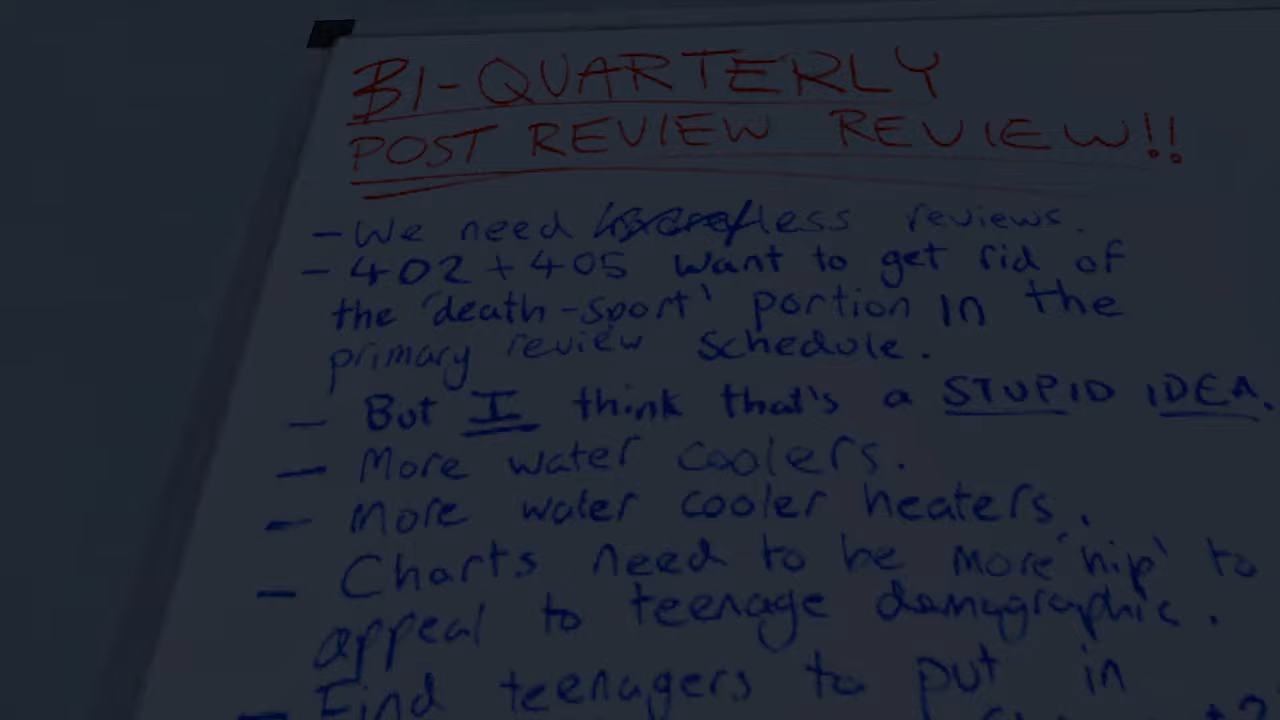 BI-QUARTERLY
POST REVIEW REVIEW!!
- We need less reviews.
- 402 + 405 want to get rid of
the 'death-sport' portion in the
primary review schedule.
- But I think that's a STUPID IDEA.
- More water coolers.
- More water cooler heaters.
- Charts need to be more 'hip' to
appeal to teenage demographic.
- Find teenagers to put in